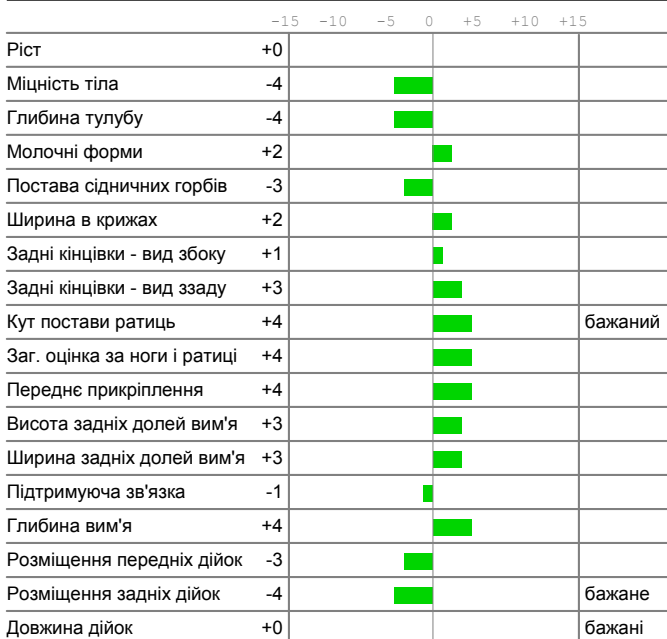 -15 -10 -5 0 +5 +10 +15
Ріст +0
Міцність тіла -4
Глибина тулубу -4
Молочні форми +2
Постава сідничних горбів -3
Ширина в крижах +2
Задні кінцівки - вид збоку +1
Задні кінцівки - вид ззаду +3
Кут постави ратиць +4 бажаний
Заг. оцінка за ноги і ратиці +4
Переднє прикріплення +4
Висота задніх долей вим'я +3
Ширина задніх долей вим'я +3
Підтримуюча зв'язка -1
Глибина вим'я +4
Розміщення передніх дійок -3
Розміщення задніх дійок -4 бажане
Довжина дійок +0 бажані